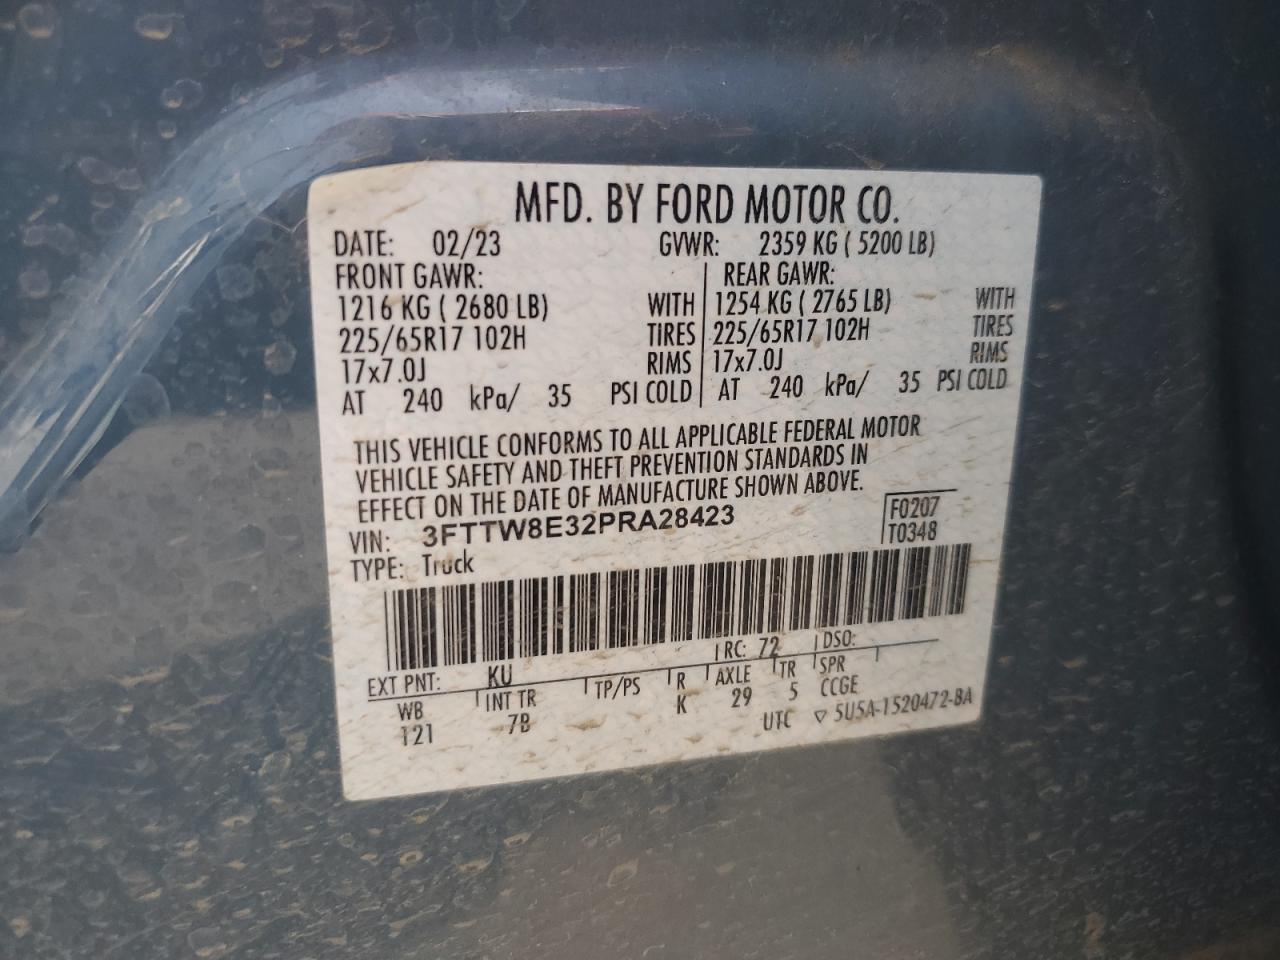 MFD. BY FORD MOTOR CO.
DATE: 02/23 GVWR: 2359 KG ( 5200 LB)
FRONT GAWR: REAR GAWR:
1216 KG ( 2680 LB) WITH 1254 KG ( 2765 LB) WITH
225/65R17 102H TIRES 225/65R17 102H TIRES
17x7.0J RIMS 17x7.0J RIMS
AT 240 kPa/ 35 PSI COLD AT 240 kPa/ 35 PSI COLD
THIS VEHICLE CONFORMS TO ALL APPLICABLE FEDERAL MOTOR
VEHICLE SAFETY AND THEFT PREVENTION STANDARDS IN
EFFECT ON THE DATE OF MANUFACTURE SHOWN ABOVE.
VIN: 3FTTW8E32PRA28423 F0207
TYPE: Truck T0348
EXT PNT: KU RC: 72 DSO:
WB INT TR TP/PS R AXLE TR SPR
121 7B K 29 5 CCGE
UTC ▽ 5U5A-1520472-BA